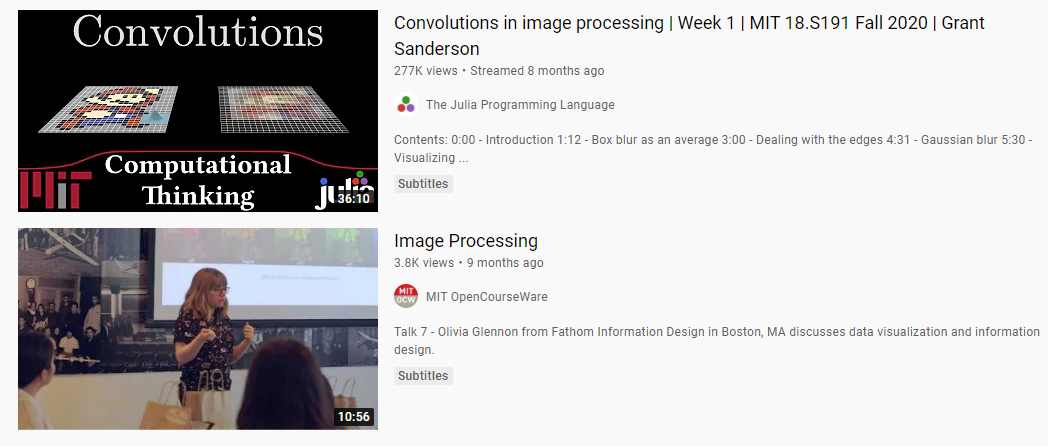 Convolutions
Computational
Thinking
MIT
julia
36:10
Convolutions in image processing | Week 1 | MIT 18.S191 Fall 2020 | Grant
Sanderson
277K views • Streamed 8 months ago
The Julia Programming Language
Contents: 0:00 - Introduction 1:12 - Box blur as an average 3:00 - Dealing with the edges 4:31 - Gaussian blur 5:30 -
Visualizing ...
Subtitles
10:56
Image Processing
3.8K views • 9 months ago
MIT
OCW
MIT OpenCourseWare
Talk 7 - Olivia Glennon from Fathom Information Design in Boston, MA discusses data visualization and information
design.
Subtitles